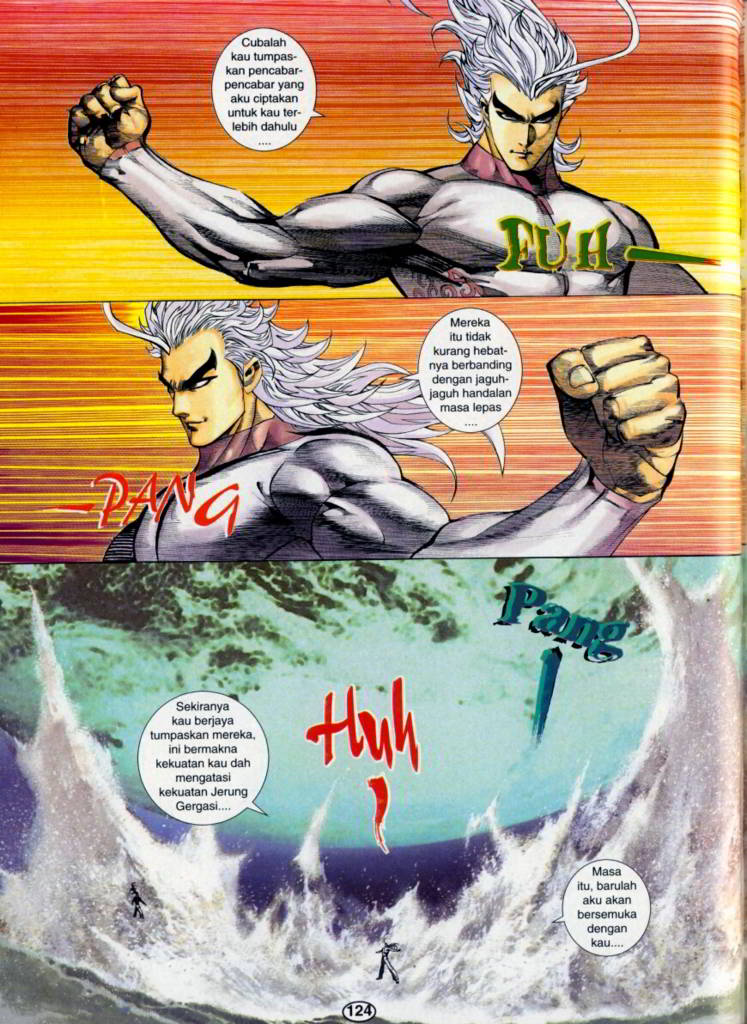 Cubalah
kau tumpas-
kan pencabar-
pencabar yang
aku ciptakan
untuk kau ter-
lebih dahulu
....
FUH
Mereka
itu tidak
kurang hebat-
nya berbanding
dengan jaguh-
jaguh handalan
masa lepas
....
PANG
Pang
Huh
Sekiranya
kau berjaya
tumpaskan mereka,
ini bermakna
kekuatan kau dah
mengatasi
kekuatan Jerung
Gergasi....
Masa
itu, barulah
aku akan
bersemuka
dengan
kau....
124